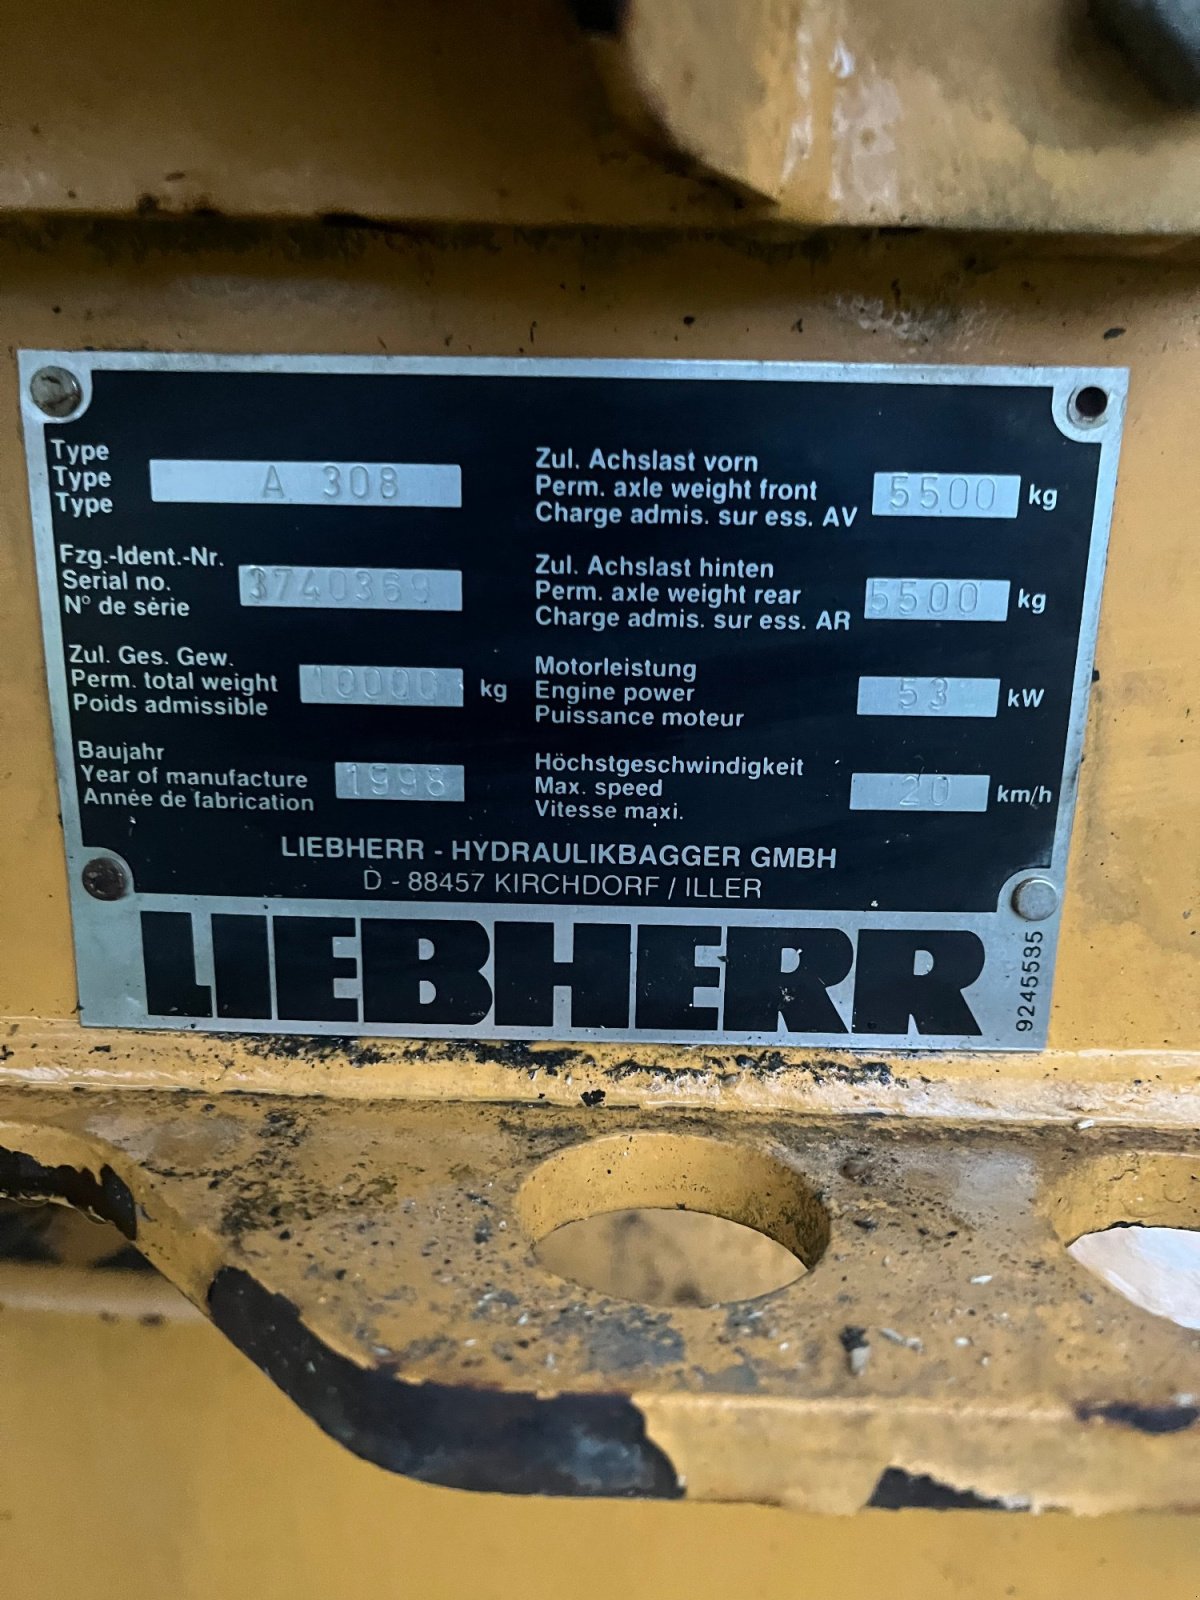 Type
Type
Type
A 308
Fzg.-Ident.-Nr.
Serial no.
N° de série
3740369
Zul. Ges. Gew.
Perm. total weight
Poids admissible
10000 kg
Baujahr
Year of manufacture
Année de fabrication
1998
Zul. Achslast vorn
Perm. axle weight front
Charge admis. sur ess. AV
5500 kg
Zul. Achslast hinten
Perm. axle weight rear
Charge admis. sur ess. AR
5500 kg
Motorleistung
Engine power
Puissance moteur
53 kW
Höchstgeschwindigkeit
Max. speed
Vitesse maxi.
20 km/h
LIEBHERR - HYDRAULIKBAGGER GMBH
D - 88457 KIRCHDORF / ILLER
LIEBHERR
9245535